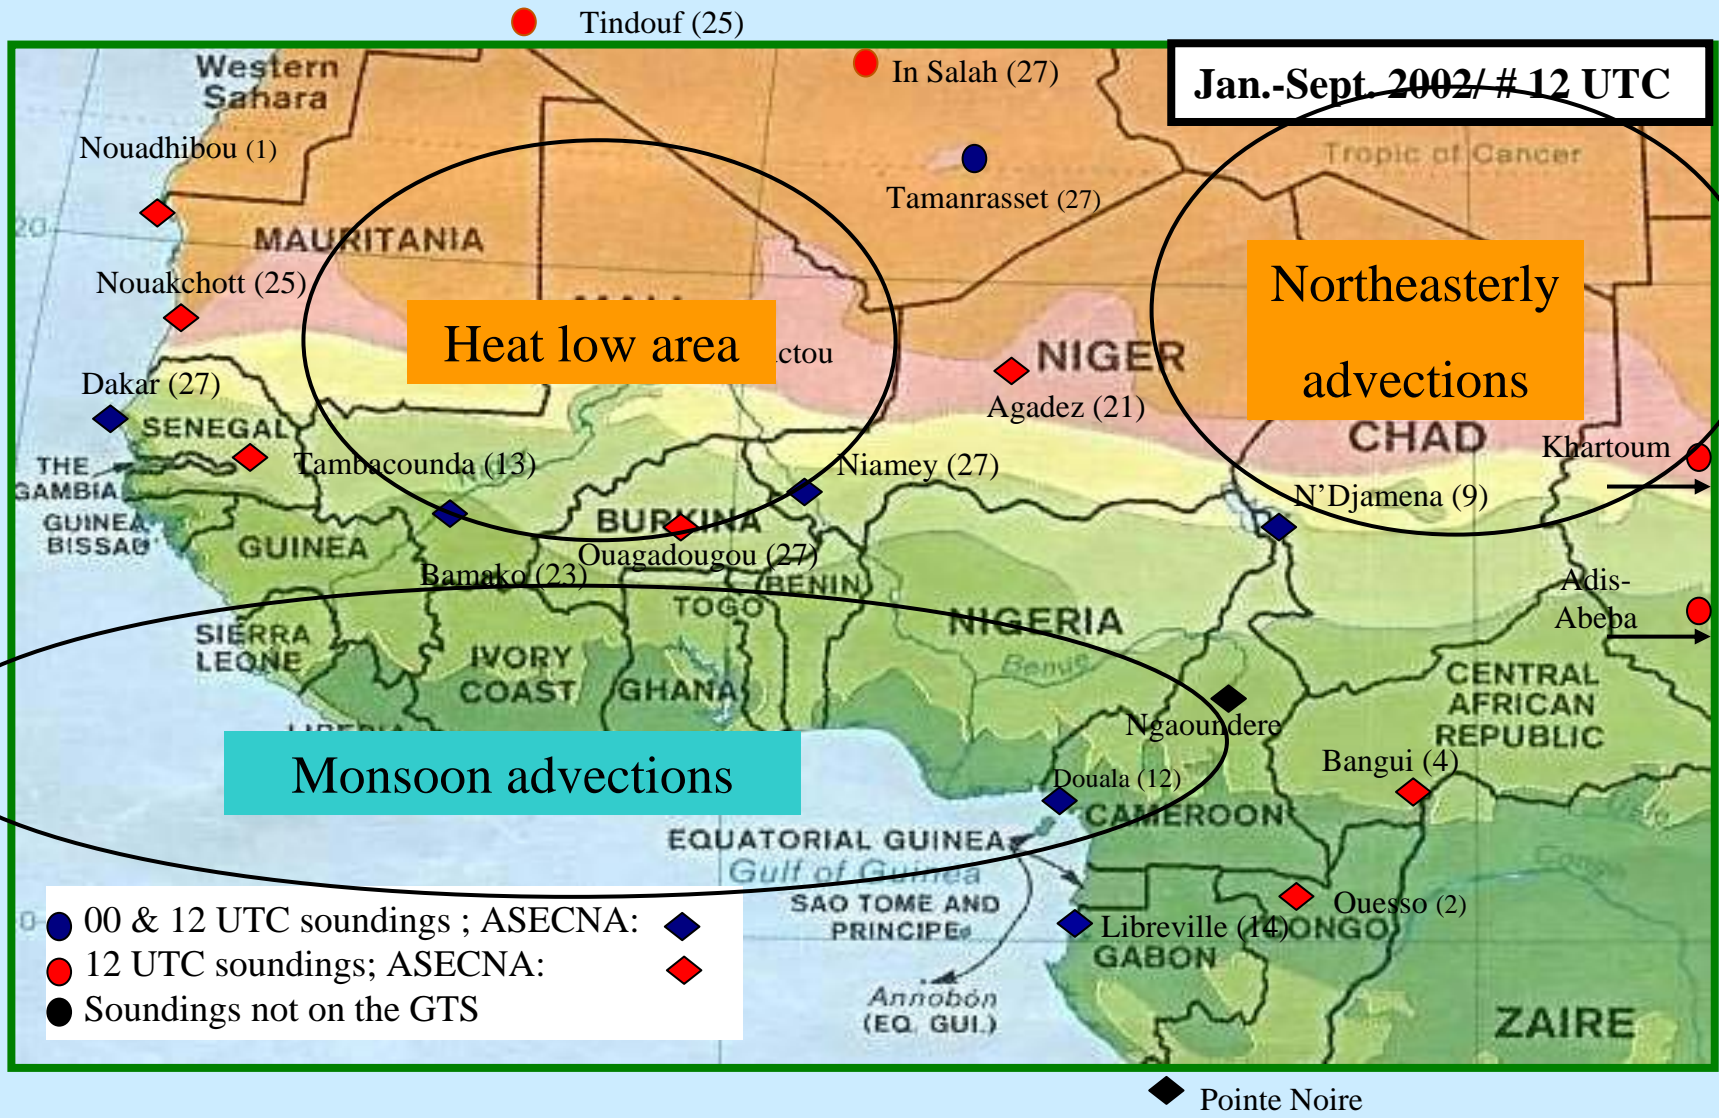 Tindouf (25)
Western
Sahara
In Salah (27)
Jan.-Sept. 2002/ # 12 UTC
Nouadhibou (1)
Tropic of Cancer
Tamanrasset (27)
20
MAURITANIA
Nouakchott (25)
Northeasterly
advections
Heat low area
ctou
NIGER
Dakar (27)
Agadez (21)
SENEGAL
CHAD
Khartoum
THE
GAMBIA
Tambacounda (13)
Niamey (27)
N’Djamena (9)
GUINEA
BISSAU
GUINEA
BURKINA
Ouagadougou (27)
Bamako (23)
BENIN
TOGO
Adis-
Abeba
NIGERIA
SIERRA
LEONE
IVORY
COAST
GHANA
Benue
CENTRAL
AFRICAN
REPUBLIC
Ngaoundere
LIBERIA
Monsoon advections
Bangui (4)
Douala (12)
CAMEROON
EQUATORIAL GUINEA
Gulf of Guinea
SAO TOME AND
PRINCIPE
Congo
Ouesso (2)
0
00 & 12 UTC soundings ; ASECNA:
12 UTC soundings; ASECNA:
Soundings not on the GTS
Libreville (14)
CONGO
GABON
Annobón
(EQ. GUI.)
ZAIRE
Pointe Noire